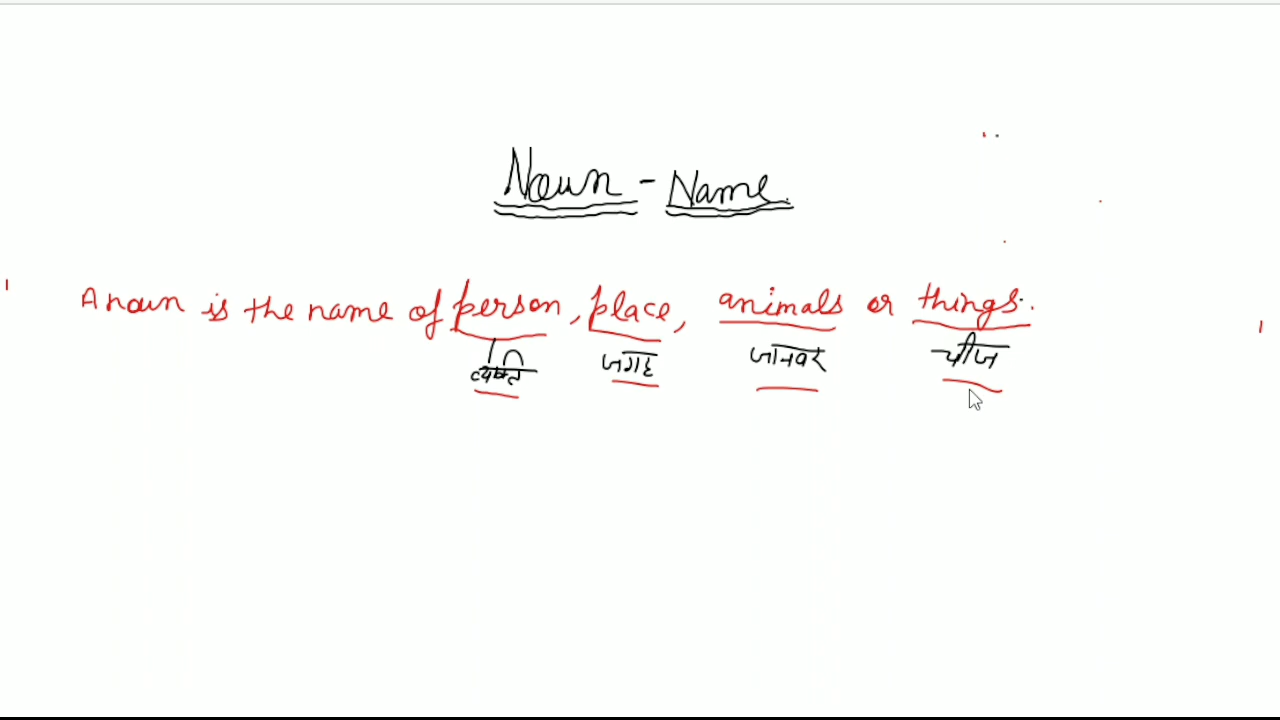 Noun - Name.
A noun is the name of person, place, animals or things.
व्यक्ति जगह जानवर चीज